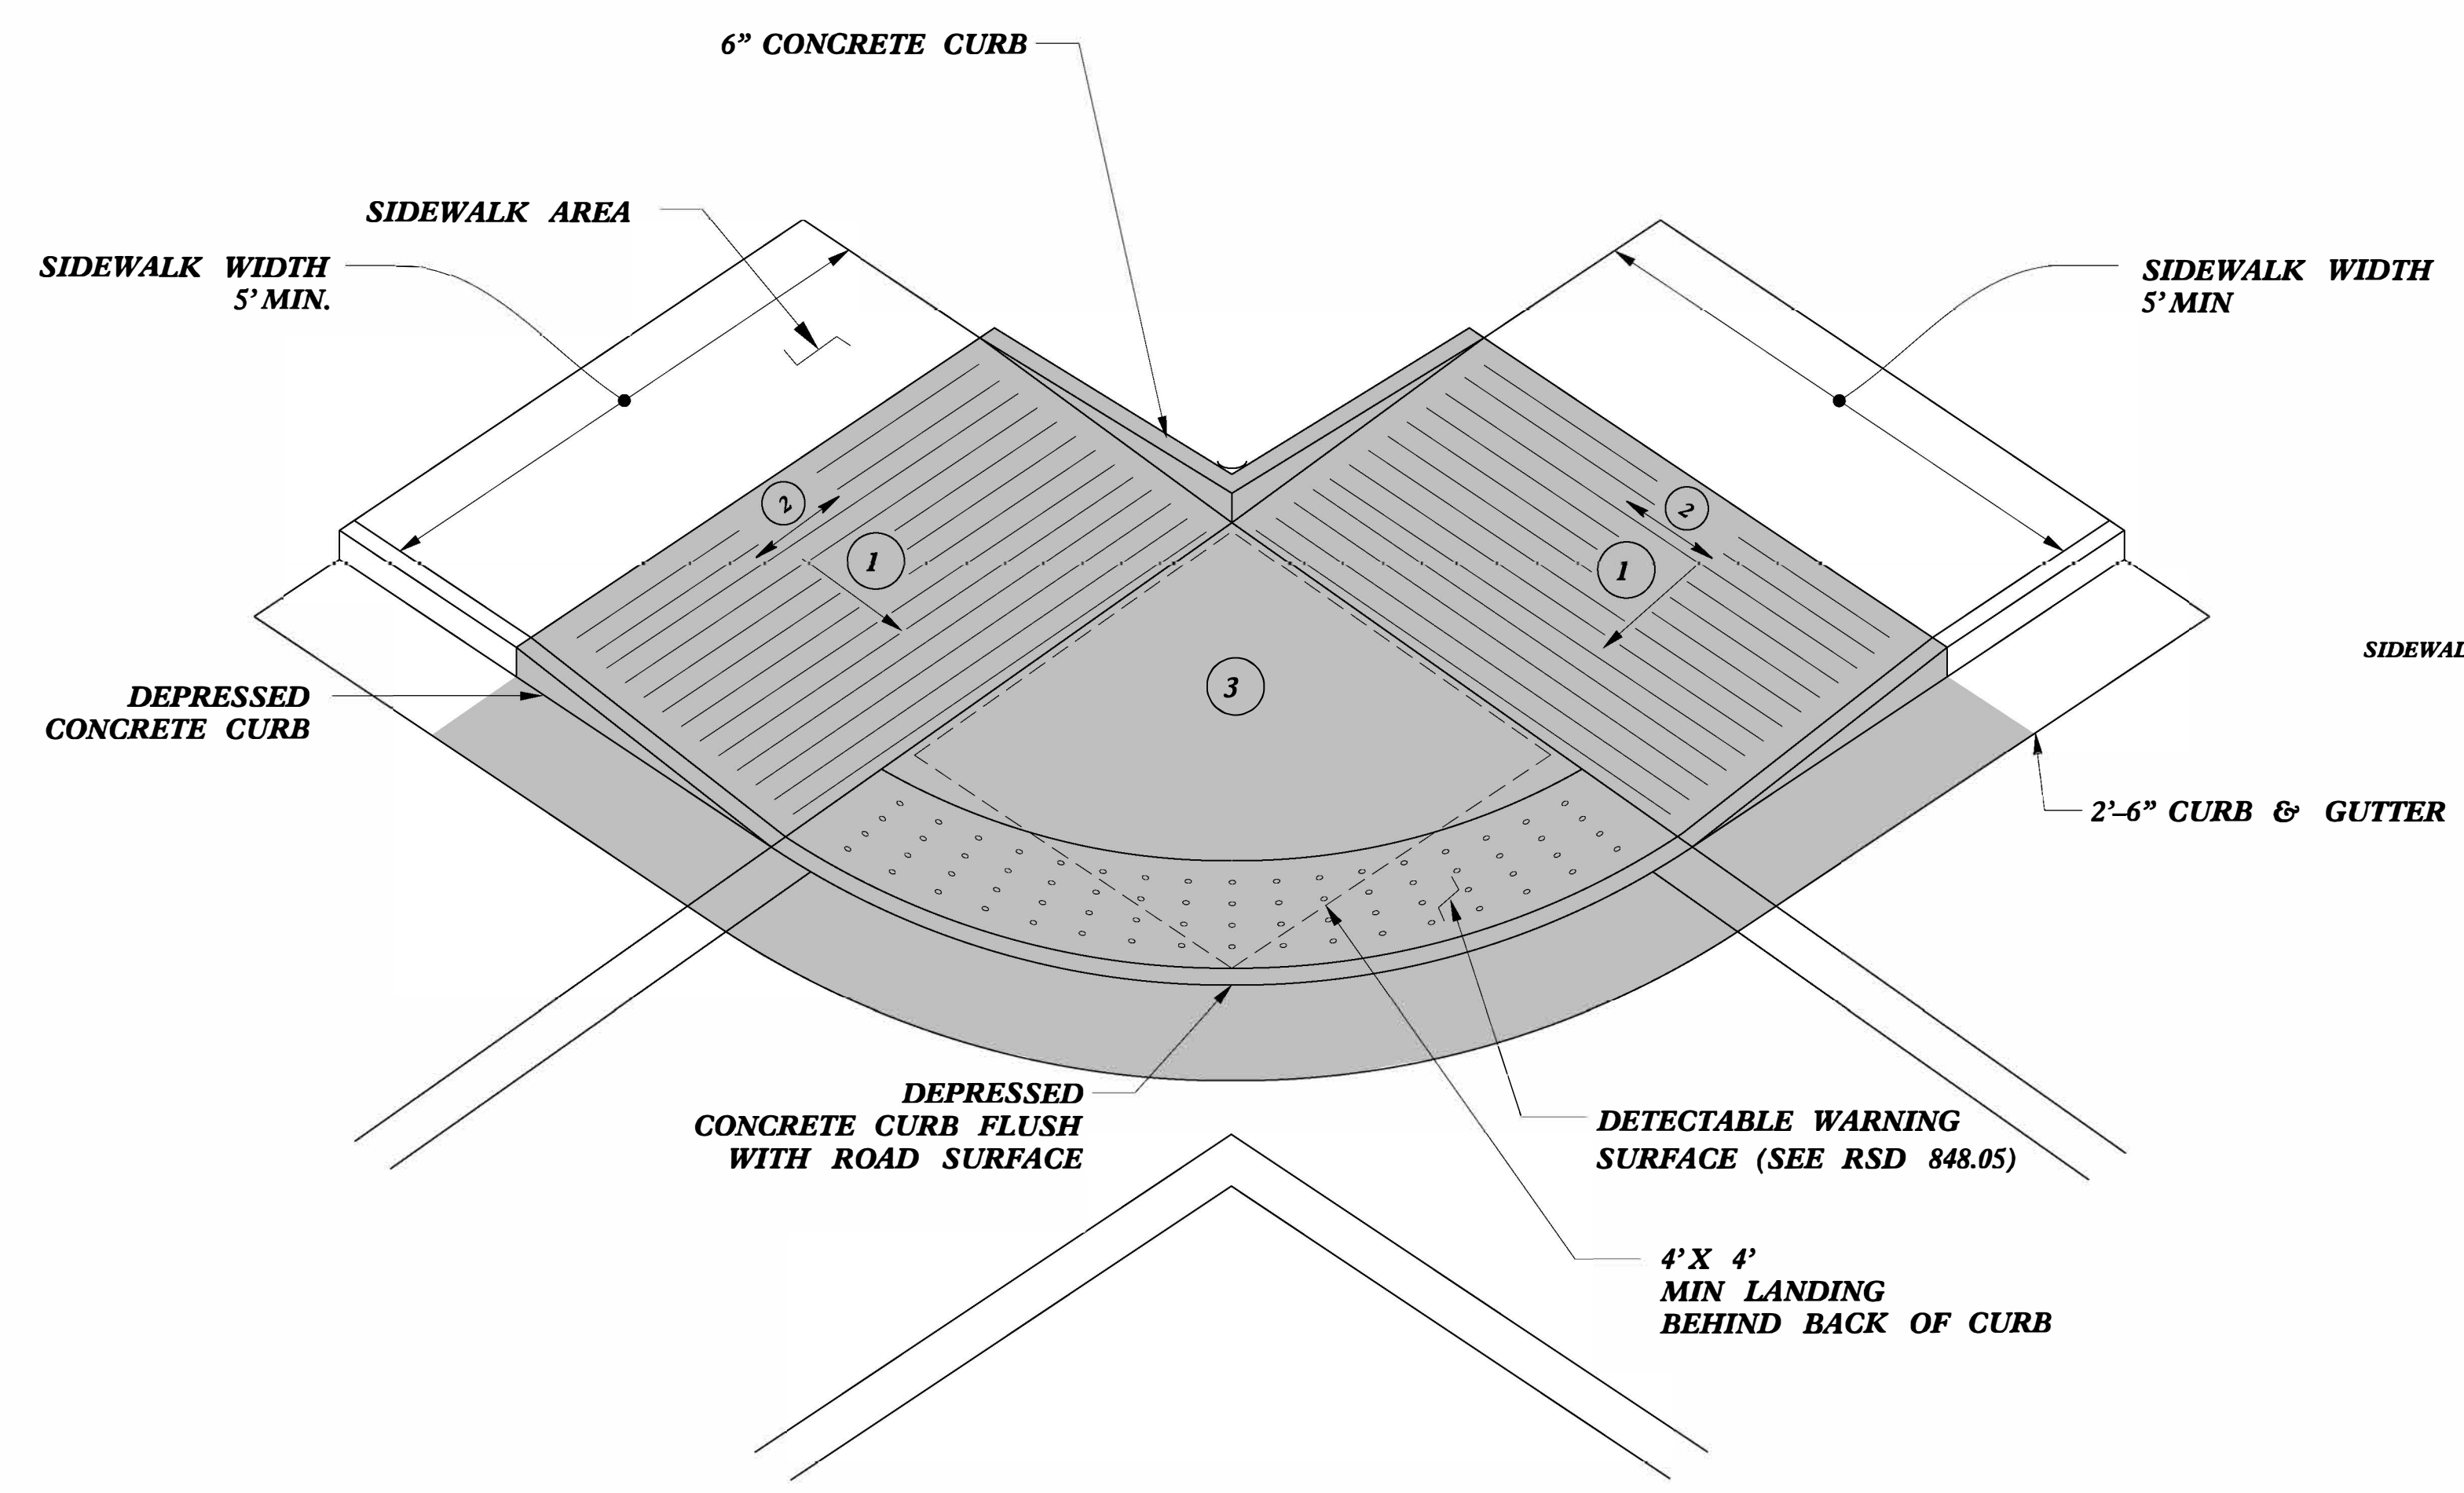 6” CONCRETE CURB
SIDEWALK AREA
SIDEWALK WIDTH
5’ MIN.
SIDEWALK WIDTH
5’ MIN
2
1
2
1
3
DEPRESSED
CONCRETE CURB
2’–6” CURB & GUTTER
DEPRESSED
CONCRETE CURB FLUSH
WITH ROAD SURFACE
DETECTABLE WARNING
SURFACE (SEE RSD 848.05)
4’ X 4’
MIN LANDING
BEHIND BACK OF CURB